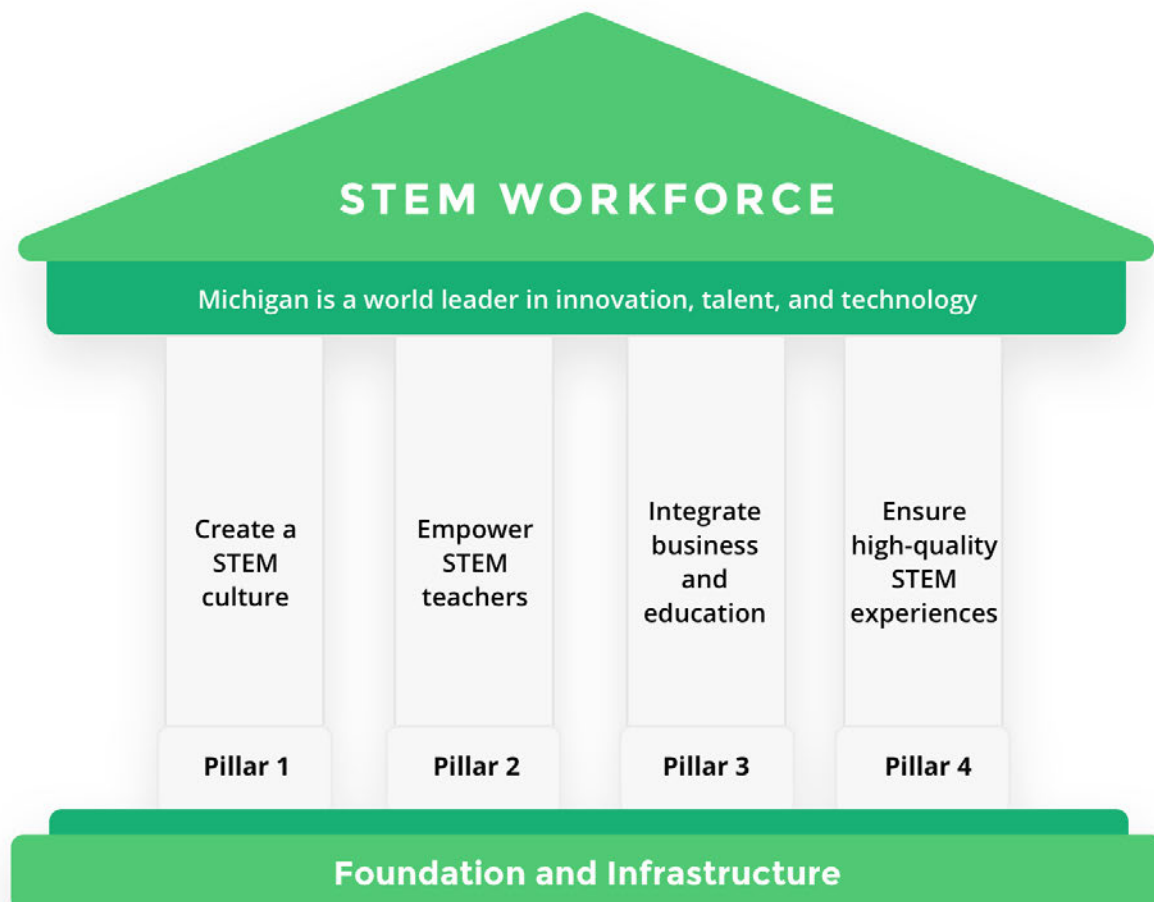 STEM WORKFORCE
Michigan is a world leader in innovation, talent, and technology
Create a
STEM
culture
Pillar 1
Empower
STEM
teachers
Pillar 2
Integrate
business
and
education
Pillar 3
Ensure
high-quality
STEM
experiences
Pillar 4
Foundation and Infrastructure